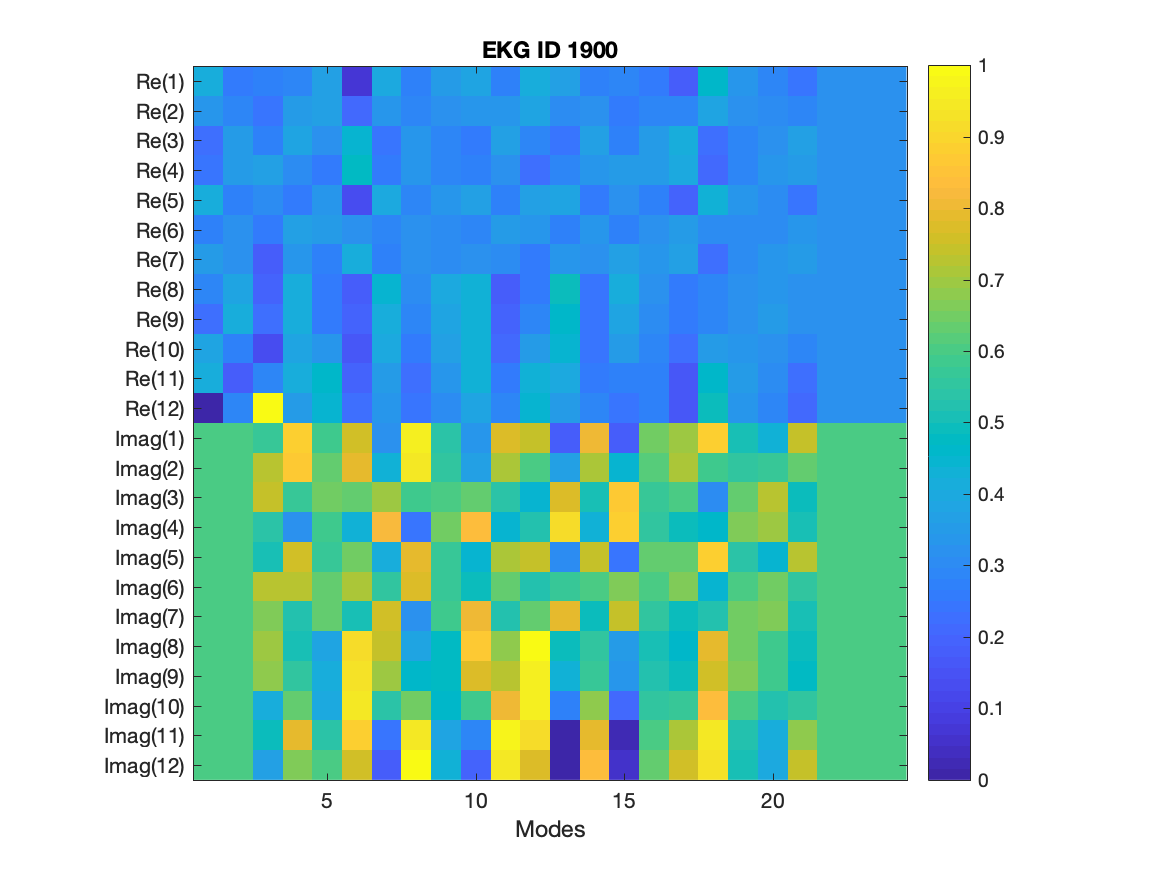 EKG ID 1900
Re(1)
Re(2)
Re(3)
Re(4)
Re(5)
Re(6)
Re(7)
Re(8)
Re(9)
Re(10)
Re(11)
Re(12)
Imag(1)
Imag(2)
Imag(3)
Imag(4)
Imag(5)
Imag(6)
Imag(7)
Imag(8)
Imag(9)
Imag(10)
Imag(11)
Imag(12)
5 10 15 20
Modes
1
0.9
0.8
0.7
0.6
0.5
0.4
0.3
0.2
0.1
0